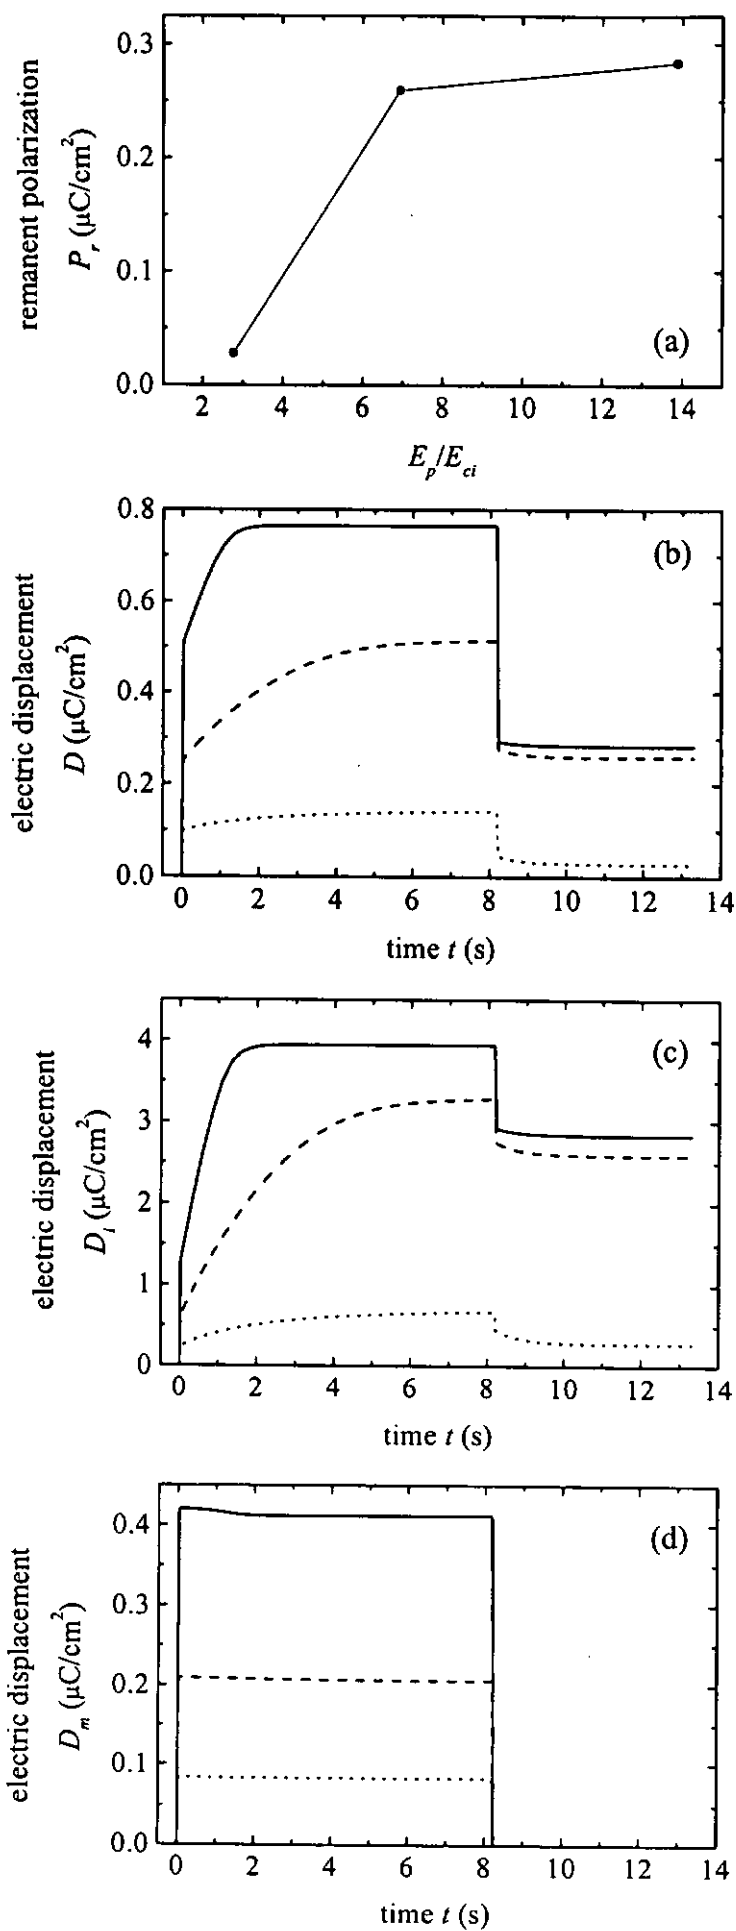 remanent polarization
P_r (μC/cm²)
0.3
0.2
0.1
0.0
(a)
2 4 6 8 10 12 14
E_p/E_ci
electric displacement
D (μC/cm²)
0.8
0.6
0.4
0.2
0.0
(b)
0 2 4 6 8 10 12 14
time t (s)
electric displacement
D_i (μC/cm²)
4
3
2
1
0
(c)
0 2 4 6 8 10 12 14
time t (s)
electric displacement
D_m (μC/cm²)
0.4
0.3
0.2
0.1
0.0
(d)
0 2 4 6 8 10 12 14
time t (s)